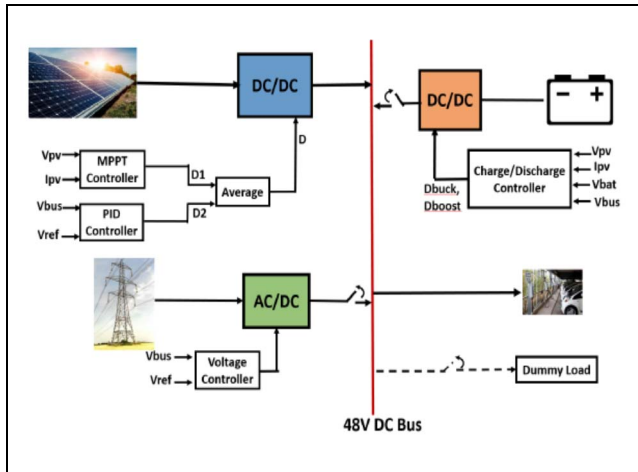 DC/DC
DC/DC
− +
D
Vpv
Ipv
MPPT
Controller
D1
Average
Vbus
Vref
PID
Controller
D2
Dbuck,
Dboost
Charge/Discharge
Controller
Vpv
Ipv
Vbat
Vbus
AC/DC
Vbus
Vref
Voltage
Controller
Dummy Load
48V DC Bus